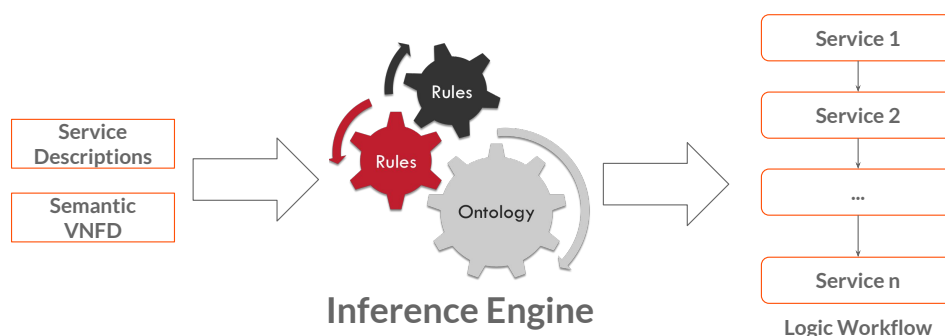 Service
Descriptions
Semantic
VNFD
Rules
Rules
Ontology
Inference Engine
Service 1
Service 2
...
Service n
Logic Workflow